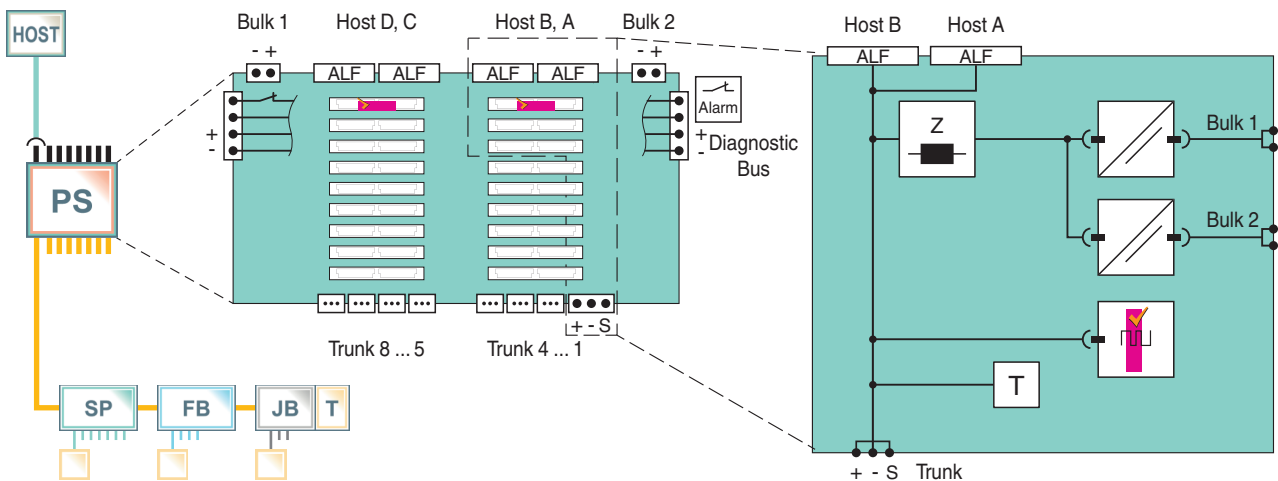 HOST
PS
SP
FB
JB
T
Bulk 1
Host D, C
Host B, A
Bulk 2
- +
- +
ALF
ALF
ALF
ALF
+
-
Alarm
+
-
Diagnostic
Bus
+ - S
Trunk 8 ... 5
Trunk 4 ... 1
Host B
Host A
ALF
ALF
Z
Bulk 1
Bulk 2
T
+ - S
Trunk